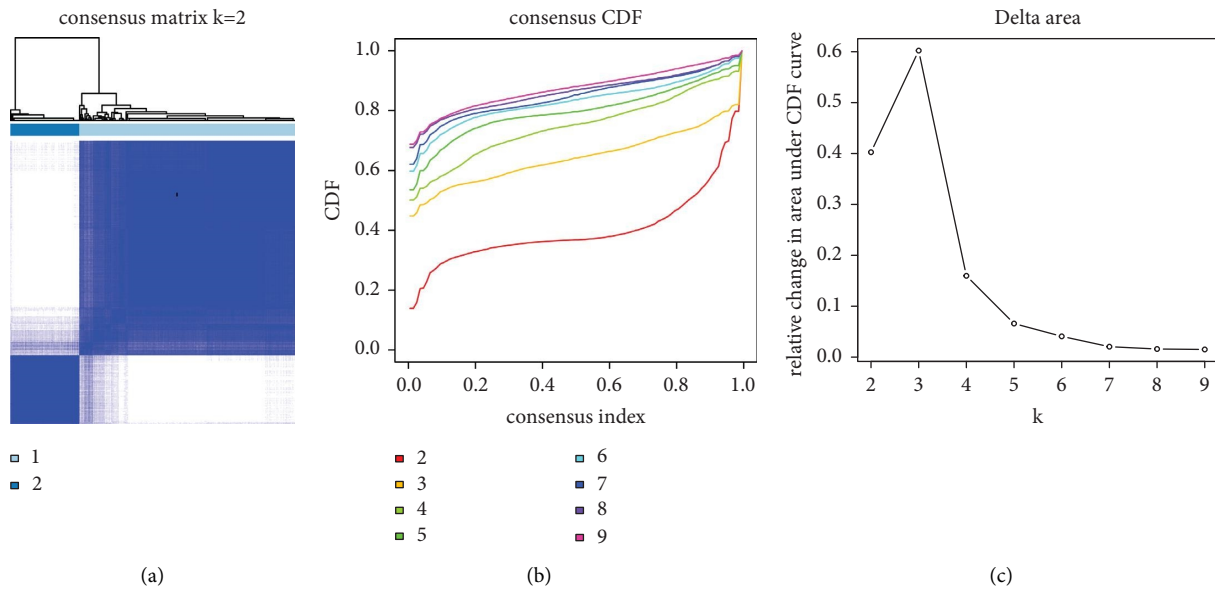 consensus matrix k=2
1
2
(a)
consensus CDF
CDF
1.0
0.8
0.6
0.4
0.2
0.0
0.0 0.2 0.4 0.6 0.8 1.0
consensus index
2 6
3 7
4 8
5 9
(b)
Delta area
relative change in area under CDF curve
0.6
0.5
0.4
0.3
0.2
0.1
0.0
2 3 4 5 6 7 8 9
k
(c)